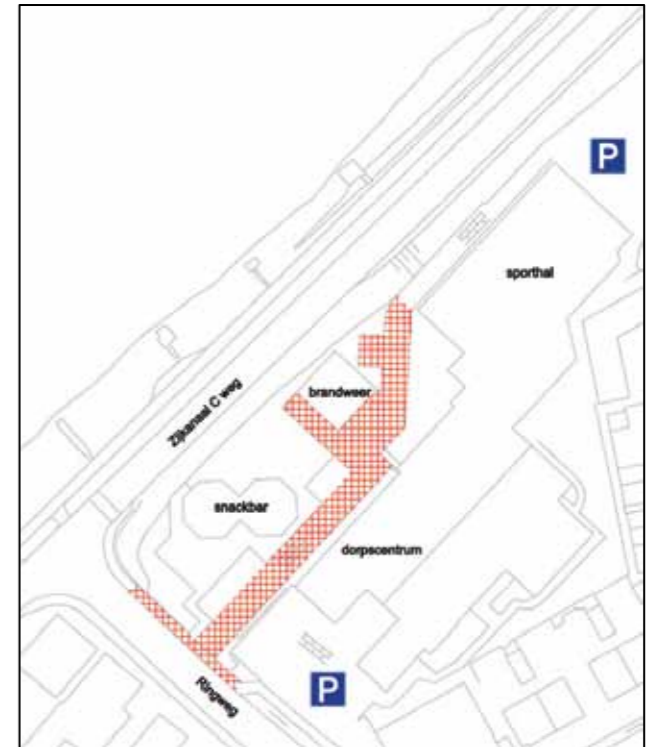 P
sporthal
brandweer
Zijkanaal C weg
snackbar
dorpscentrum
P
Ringweg